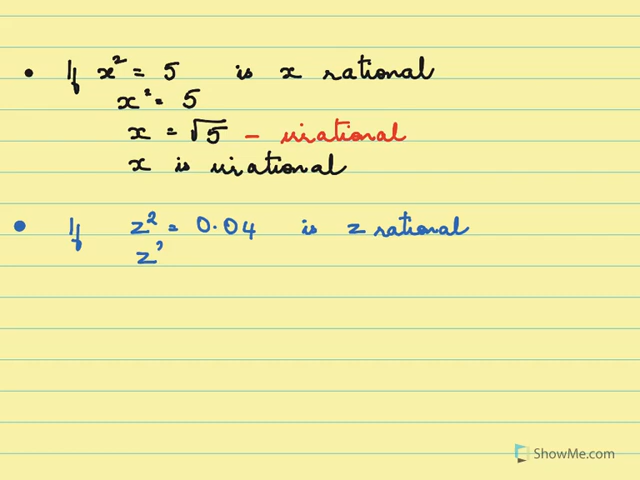 • If x² = 5 is x rational
x² = 5
x = √5 – irrational
x is irrational
• If z² = 0.04 is z rational
z²
ShowMe.com